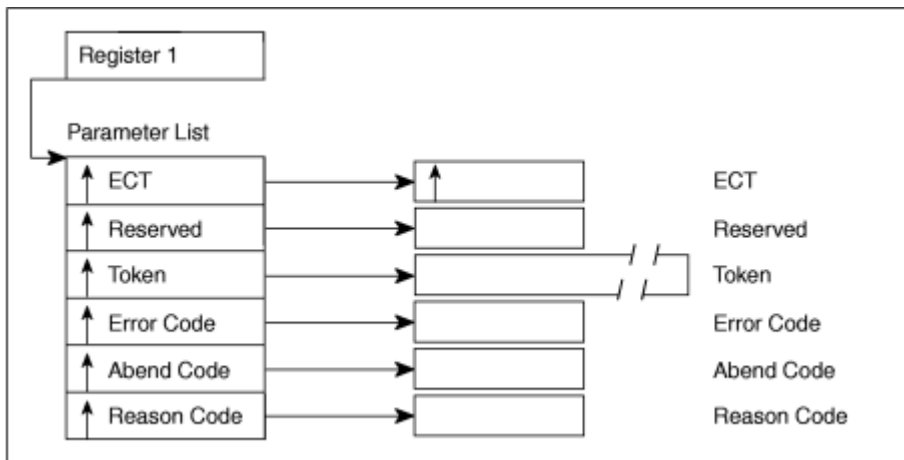 Register 1
Parameter List
ECT ECT
Reserved Reserved
Token Token
Error Code Error Code
Abend Code Abend Code
Reason Code Reason Code